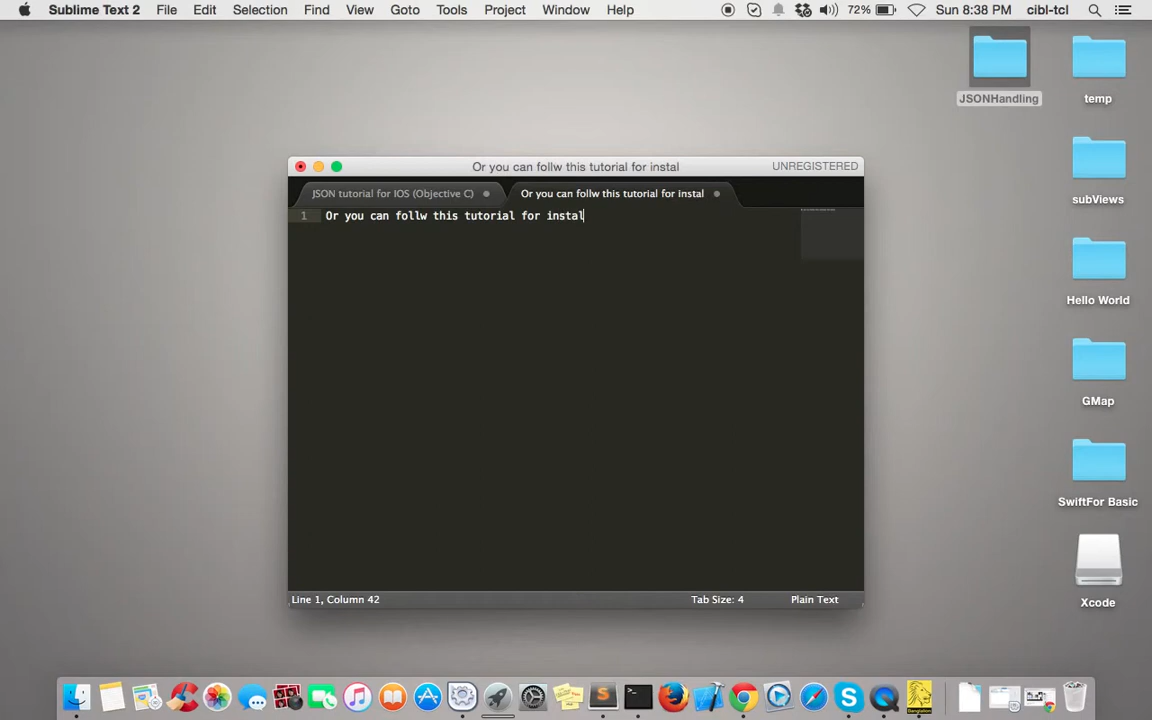 Sublime Text 2 File Edit Selection Find View Goto Tools Project Window Help 72% Sun 8:38 PM cibl-tcl
JSONHandling
temp
subViews
Hello World
GMap
SwiftFor Basic
Xcode
Or you can follw this tutorial for instal UNREGISTERED
JSON tutorial for IOS (Objective C) Or you can follw this tutorial for instal
1 Or you can follw this tutorial for instal
Line 1, Column 42 Tab Size: 4 Plain Text